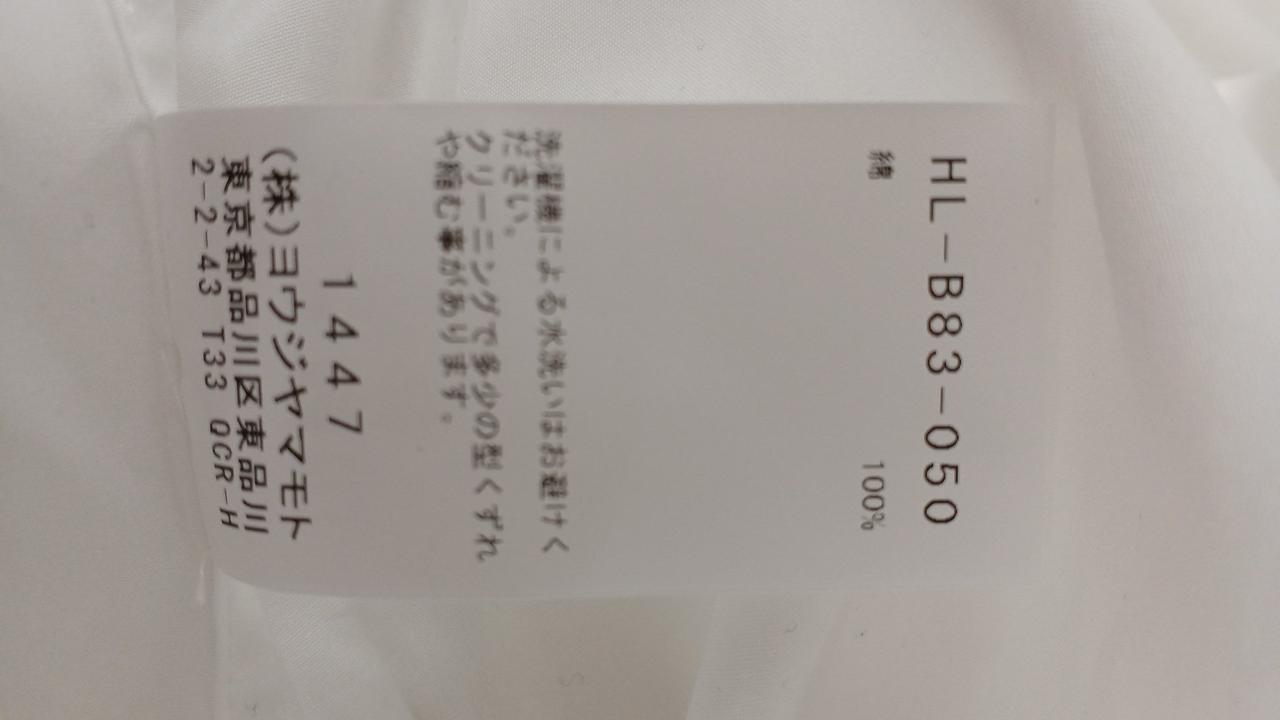 HL-B83-050
綿 100%
洗濯機による水洗いはお避けく
ださい。
クリーニングで多少の型くずれ
や縮む事があります。
1447
(株)ヨウジヤマモト
東京都品川区東品川
2-2-43 T33 QCR-H